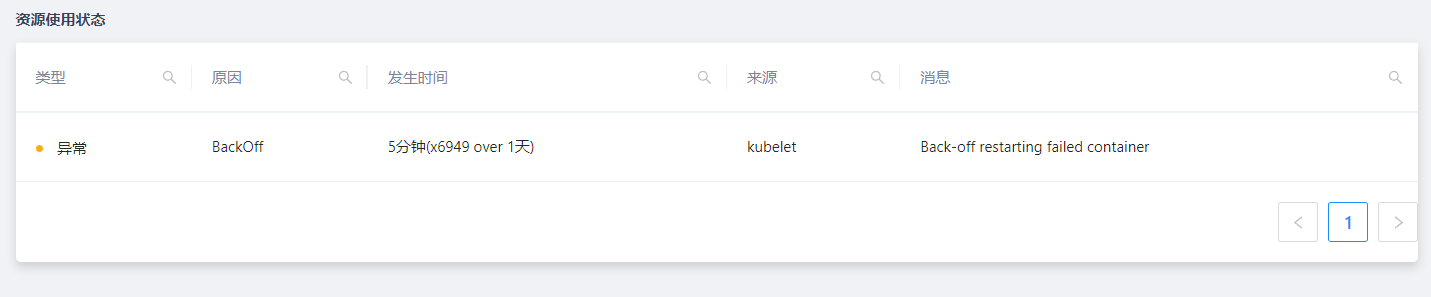 资源使用状态
类型 原因 发生时间 来源 消息
异常 BackOff 5分钟(x6949 over 1天) kubelet Back-off restarting failed container
1